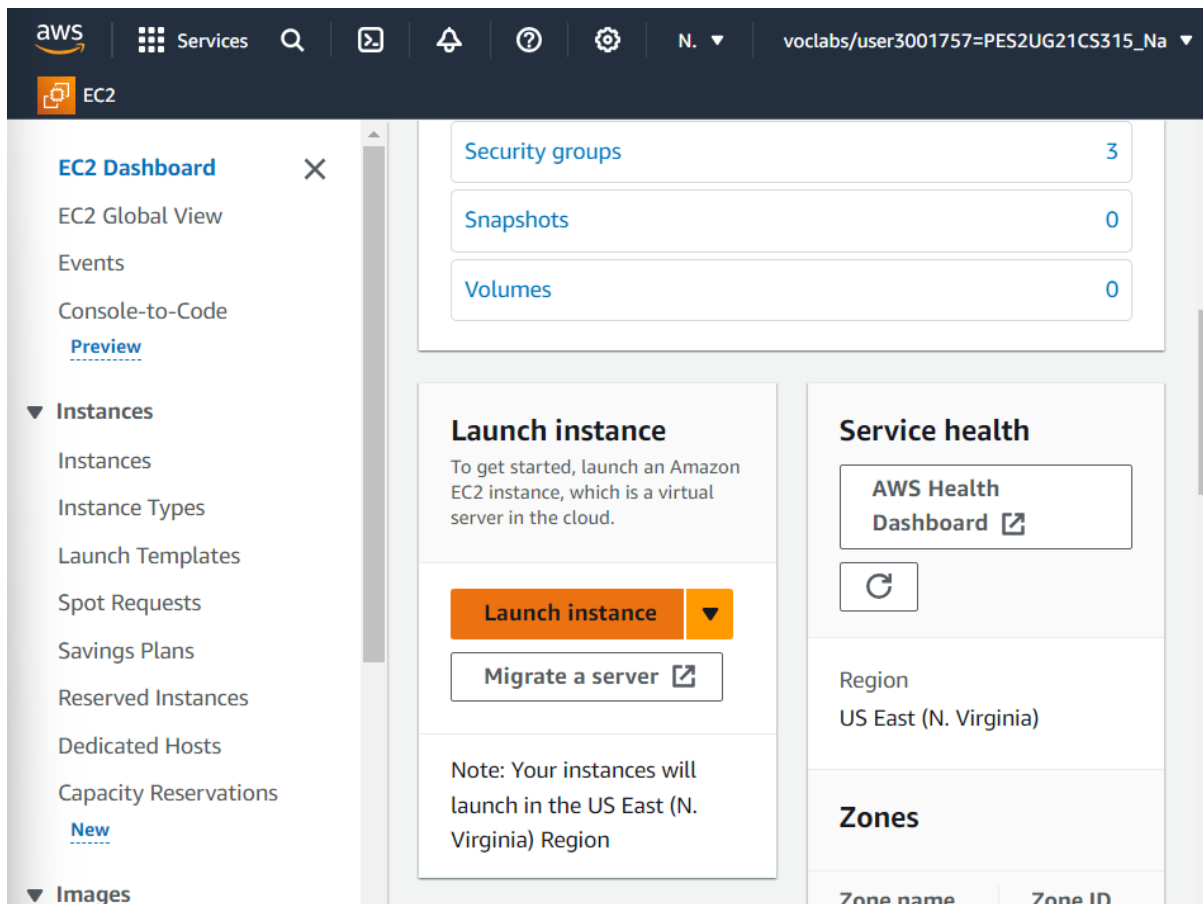 aws
Services
N.
voclabs/user3001757=PES2UG21CS315_Na
EC2
EC2 Dashboard
EC2 Global View
Events
Console-to-Code
Preview
Instances
Instances
Instance Types
Launch Templates
Spot Requests
Savings Plans
Reserved Instances
Dedicated Hosts
Capacity Reservations
New
Images
Security groups 3
Snapshots 0
Volumes 0
Launch instance
To get started, launch an Amazon
EC2 instance, which is a virtual
server in the cloud.
Launch instance
Migrate a server
Note: Your instances will
launch in the US East (N.
Virginia) Region
Service health
AWS Health
Dashboard
Region
US East (N. Virginia)
Zones
Zone name Zone ID